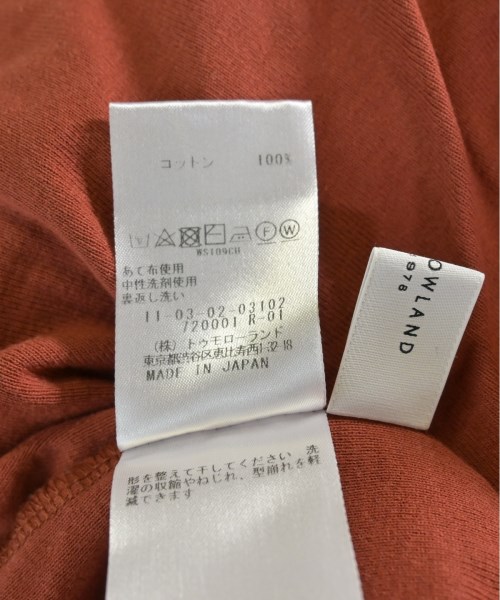 コットン 100%
WS109CU
あて布使用
中性洗剤使用
裏返し洗い
11-03-02-03102
720001 R-01
(株)トゥモローランド
東京都渋谷区恵比寿西1-32-18
MADE IN JAPAN
形を整えて干してください 洗
濯の収縮やねじれ、型崩れを軽
減できます
OWLAND
978